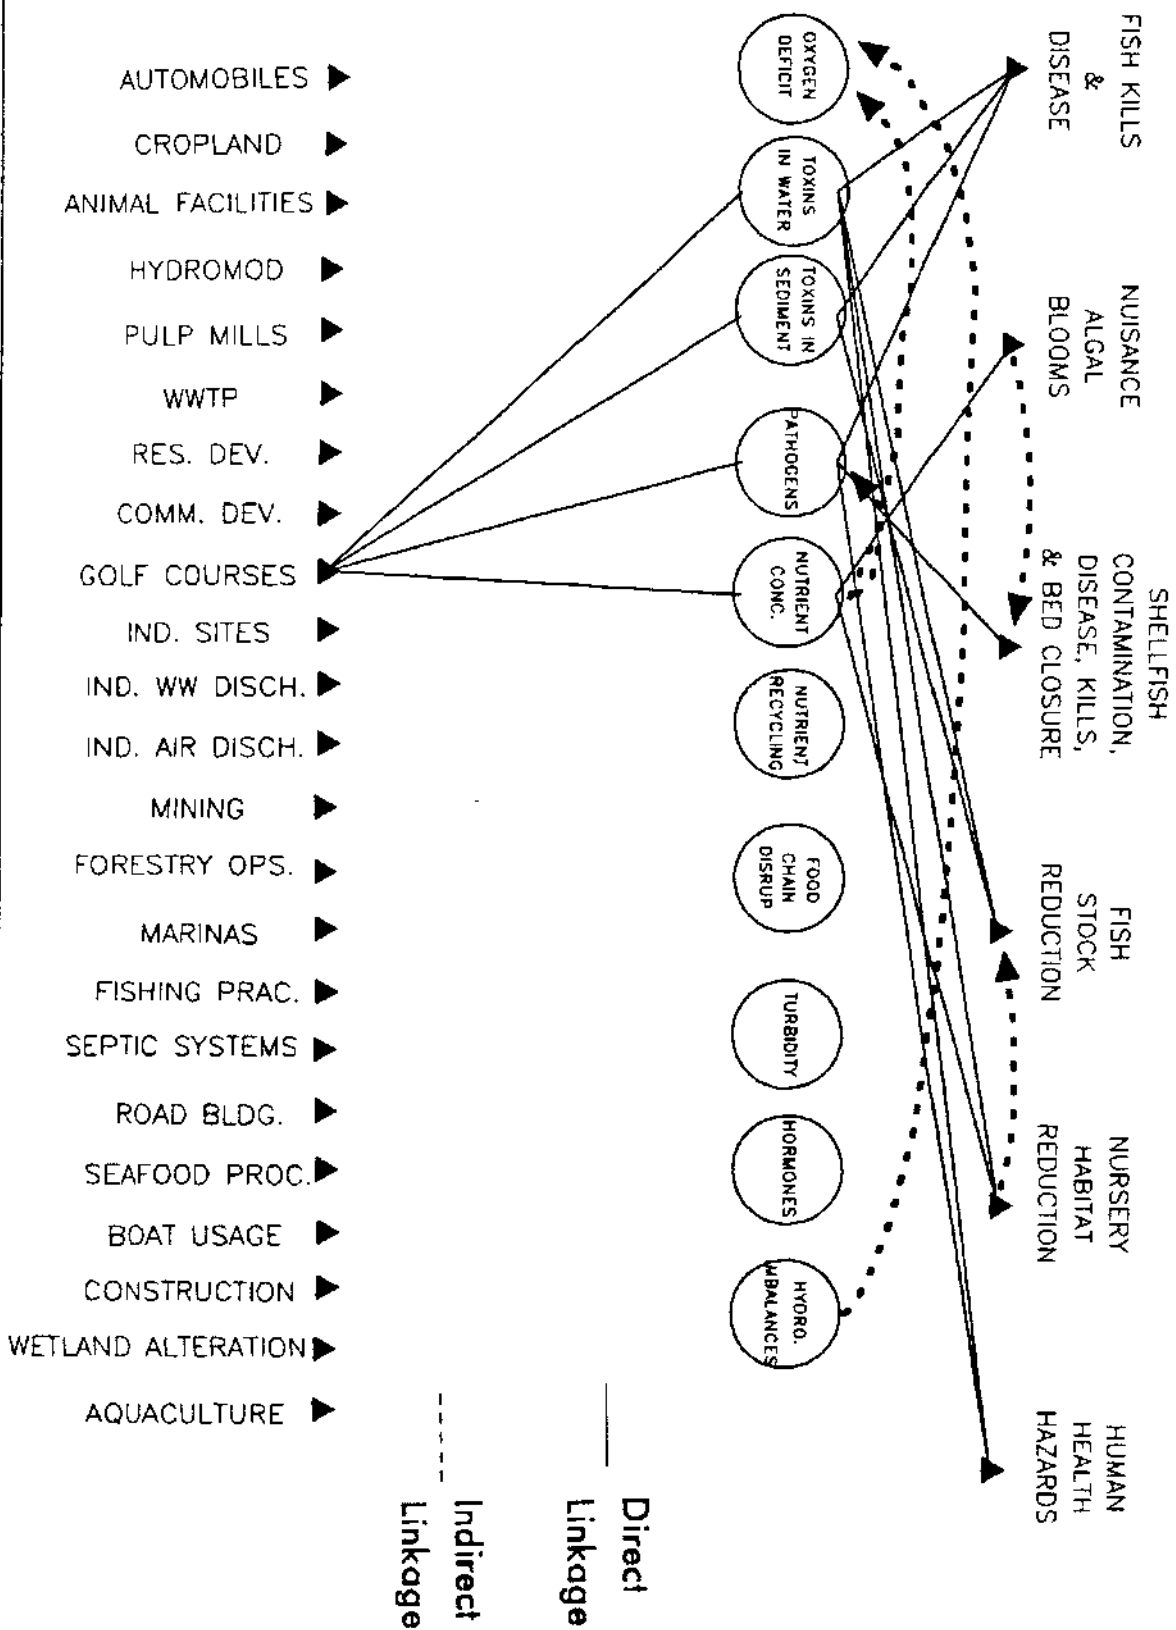 AUTOMOBILES
CROPLAND
ANIMAL FACILITIES
HYDROMOD
PULP MILLS
WWTP
RES. DEV.
COMM. DEV.
GOLF COURSES
IND. SITES
IND. WW DISCH.
IND. AIR DISCH.
MINING
FORESTRY OPS.
MARINAS
FISHING PRAC.
SEPTIC SYSTEMS
ROAD BLDG.
SEAFOOD PROC.
BOAT USAGE
CONSTRUCTION
WETLAND ALTERATION
AQUACULTURE
OXYGEN
DEFICIT
TOXINS
IN WATER
TOXINS IN
SEDIMENT
PATHOGENS
NUTRIENT
CONC.
NUTRIENT
RECYCLING
FOOD
CHAIN
DISRUP
TURBIDITY
HORMONES
HYDRO.
IMBALANCES
FISH KILLS
&
DISEASE
NUISANCE
ALGAL
BLOOMS
SHELLFISH
CONTAMINATION,
DISEASE, KILLS,
& BED CLOSURE
FISH
STOCK
REDUCTION
NURSERY
HABITAT
REDUCTION
HUMAN
HEALTH
HAZARDS
Direct
Linkage
Indirect
Linkage